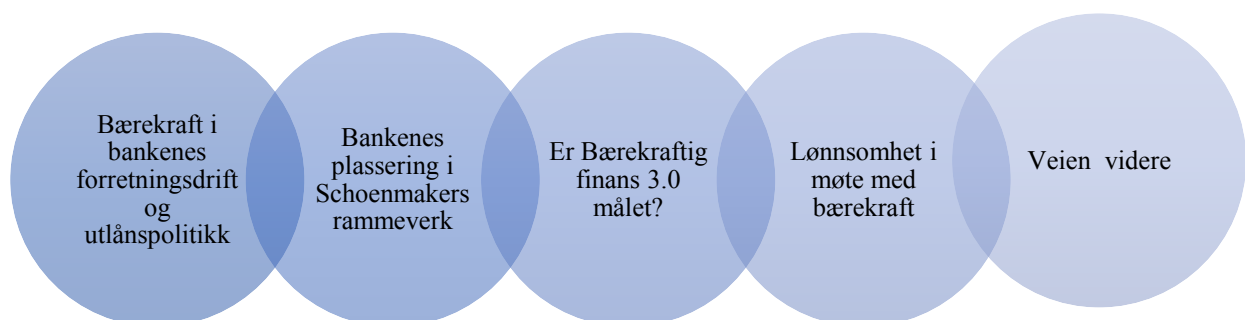 Bærekraft i
bankenes
forretningsdrift
og
utlånspolitikk
Bankenes
plassering i
Schoenmakers
rammeverk
Er Bærekraftig
finans 3.0
målet?
Lønnsomhet i
møte med
bærekraft
Veien videre